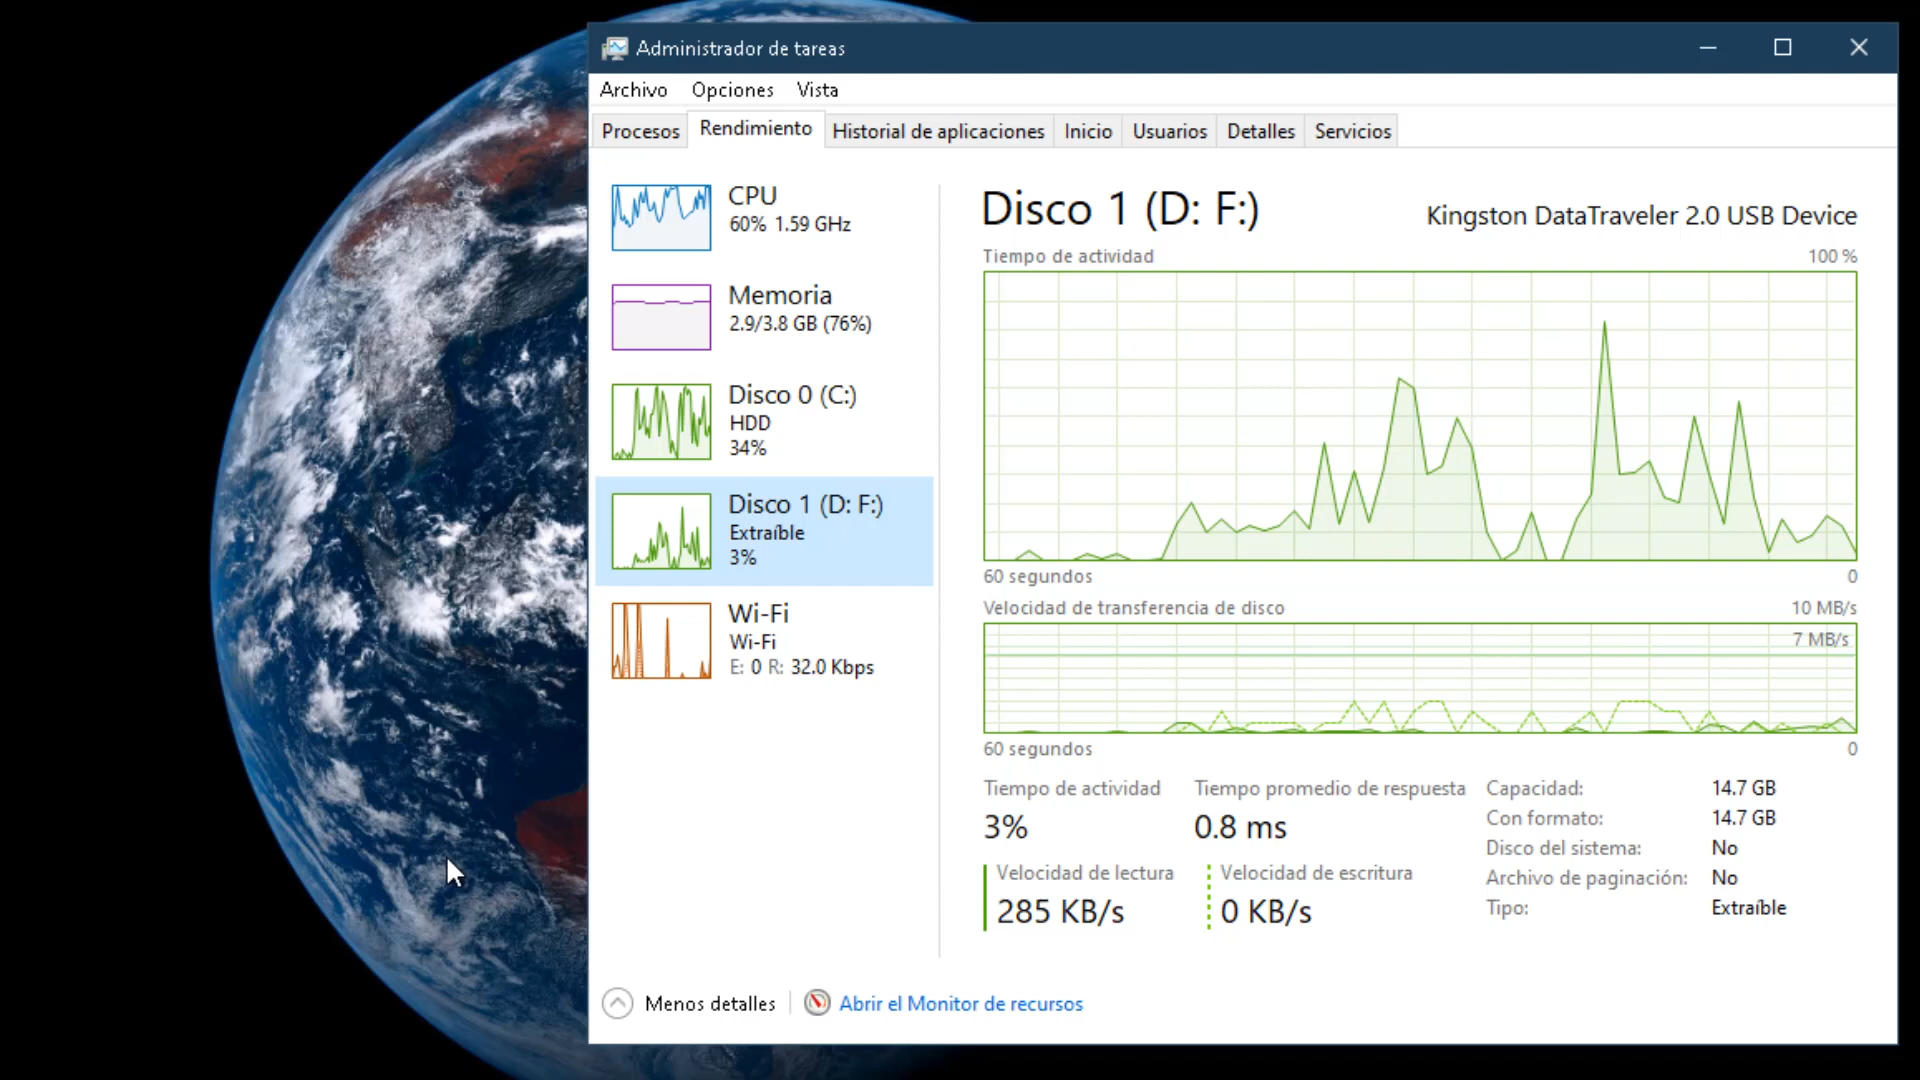 Administrador de tareas
Archivo Opciones Vista
Procesos Rendimiento Historial de aplicaciones Inicio Usuarios Detalles Servicios
CPU
60% 1.59 GHz
Memoria
2.9/3.8 GB (76%)
Disco 0 (C:)
HDD
34%
Disco 1 (D: F:)
Extraíble
3%
Wi-Fi
Wi-Fi
E: 0 R: 32.0 Kbps
Disco 1 (D: F:) Kingston DataTraveler 2.0 USB Device
Tiempo de actividad 100 %
60 segundos 0
Velocidad de transferencia de disco 10 MB/s
7 MB/s
60 segundos 0
Tiempo de actividad
3%
Tiempo promedio de respuesta
0.8 ms
Velocidad de lectura
285 KB/s
Velocidad de escritura
0 KB/s
Capacidad: 14.7 GB
Con formato: 14.7 GB
Disco del sistema: No
Archivo de paginación: No
Tipo: Extraíble
Menos detalles Abrir el Monitor de recursos